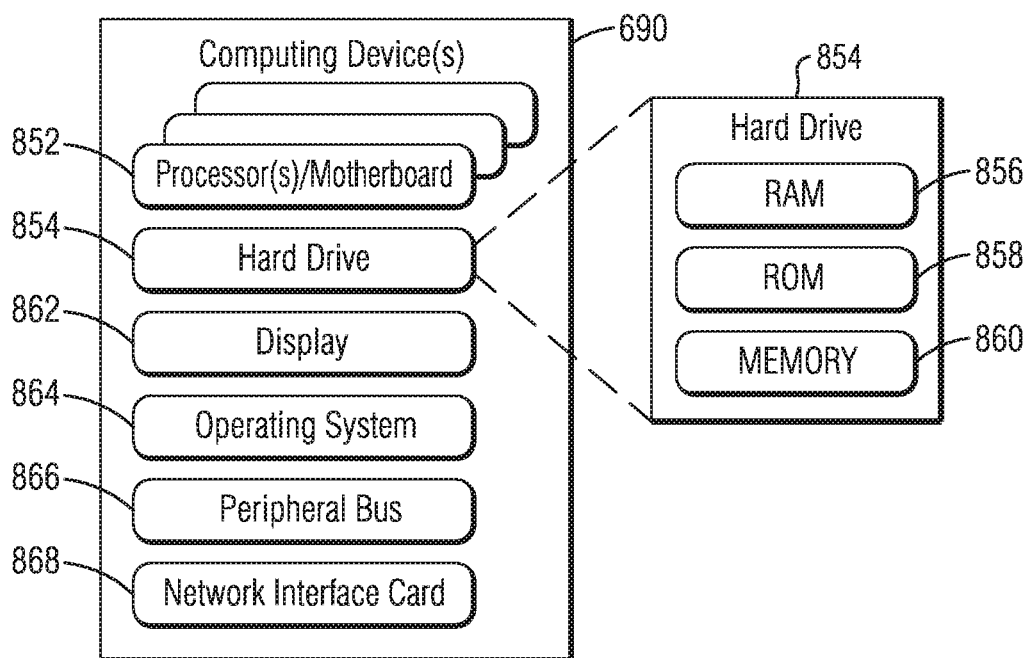 690
Computing Device(s)
854
Hard Drive
852
Processor(s)/Motherboard
RAM
856
854
Hard Drive
ROM
858
862
Display
MEMORY
860
864
Operating System
866
Peripheral Bus
868
Network Interface Card